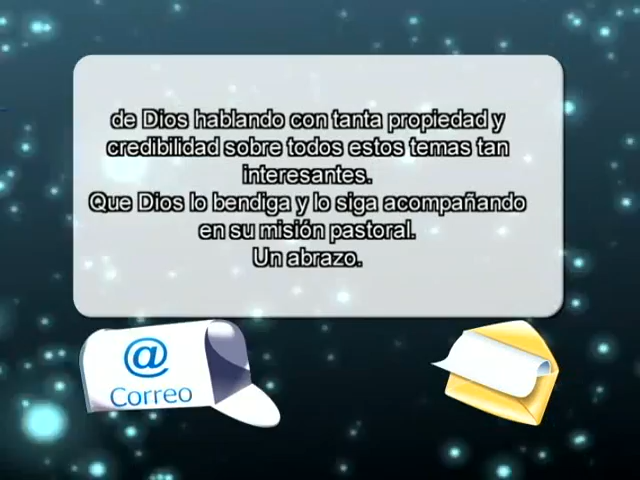 de Dios hablando con tanta propiedad y
credibilidad sobre todos estos temas tan
interesantes.
Que Dios lo bendiga y lo siga acompañando
en su misión pastoral.
Un abrazo.
@
Correo